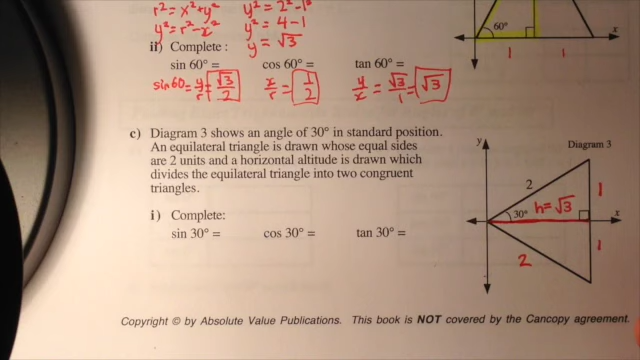 r² = x² + y² y² = 2² - 1²
y² = r² - x² y² = 4 - 1
ii) Complete : y = √3
60°
1 1
sin 60° = cos 60° = tan 60° =
sin60 = y/r = √3/2 x/r = 1/2 y/x = √3/1 = √3
c) Diagram 3 shows an angle of 30° in standard position.
An equilateral triangle is drawn whose equal sides
are 2 units and a horizontal altitude is drawn which
divides the equilateral triangle into two congruent
triangles.
i) Complete:
sin 30° = cos 30° = tan 30° =
y Diagram 3
2 1
30° h = √3 x
2 1
Copyright © by Absolute Value Publications. This book is NOT covered by the Cancopy agreement.